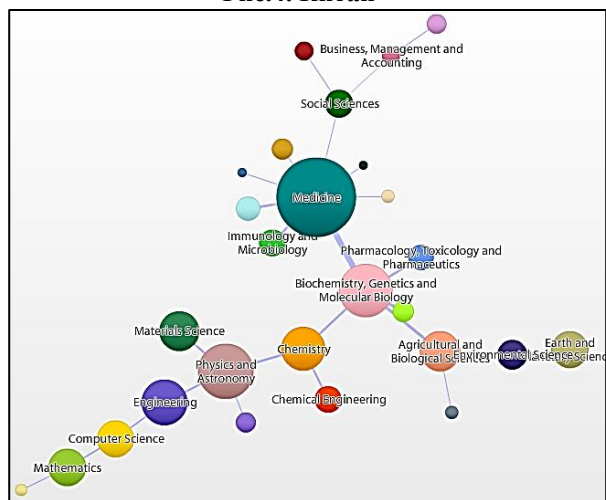 Business, Management and
Accounting
Social Sciences
Medicine
Immunology and
Microbiology
Pharmacology, Toxicology and
Pharmaceutics
Biochemistry, Genetics and
Molecular Biology
Materials Science
Chemistry
Agricultural and
Biological Sciences
Environmental Science
Earth and
Physics and
Astronomy
Chemical Engineering
Engineering
Computer Science
Mathematics